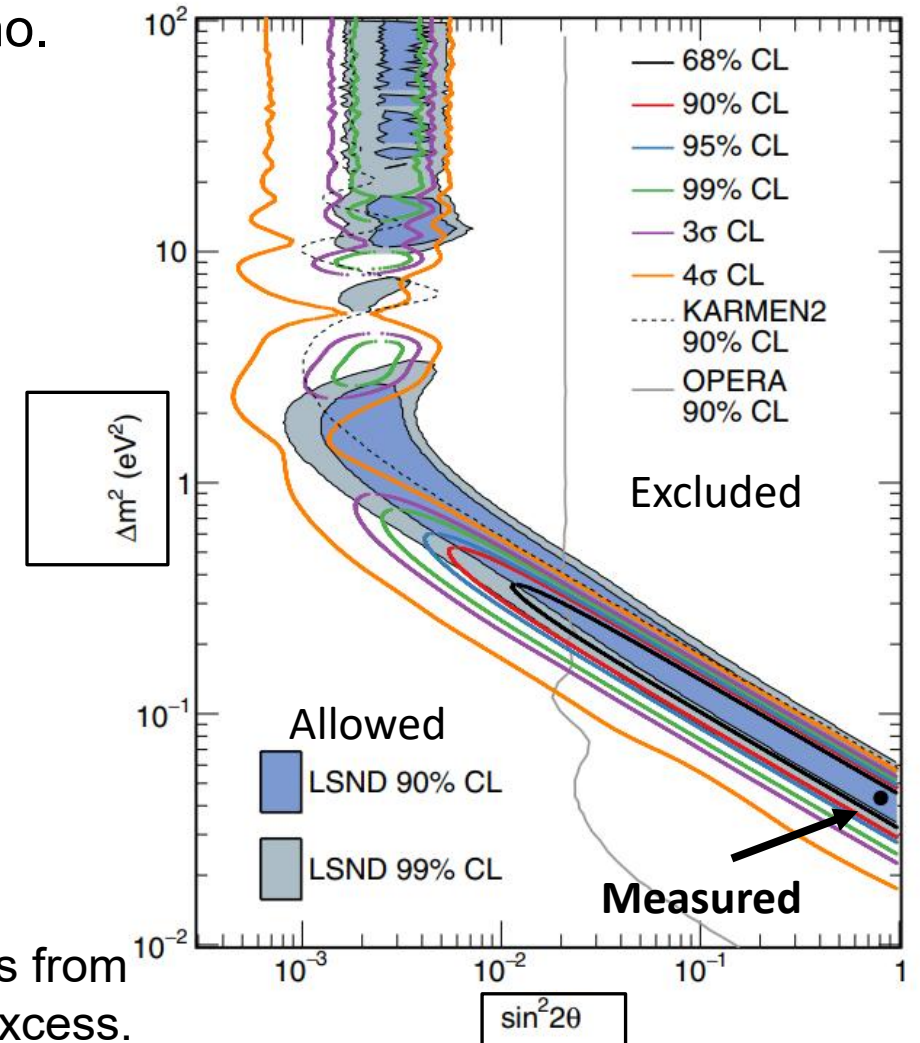 no.
10²
10
1
10⁻¹
10⁻²
Δm² (eV²)
68% CL
90% CL
95% CL
99% CL
3σ CL
4σ CL
KARMEN2
90% CL
OPERA
90% CL
Excluded
Allowed
LSND 90% CL
LSND 99% CL
Measured
10⁻³
10⁻²
10⁻¹
1
sin²2θ
s from
xcess.